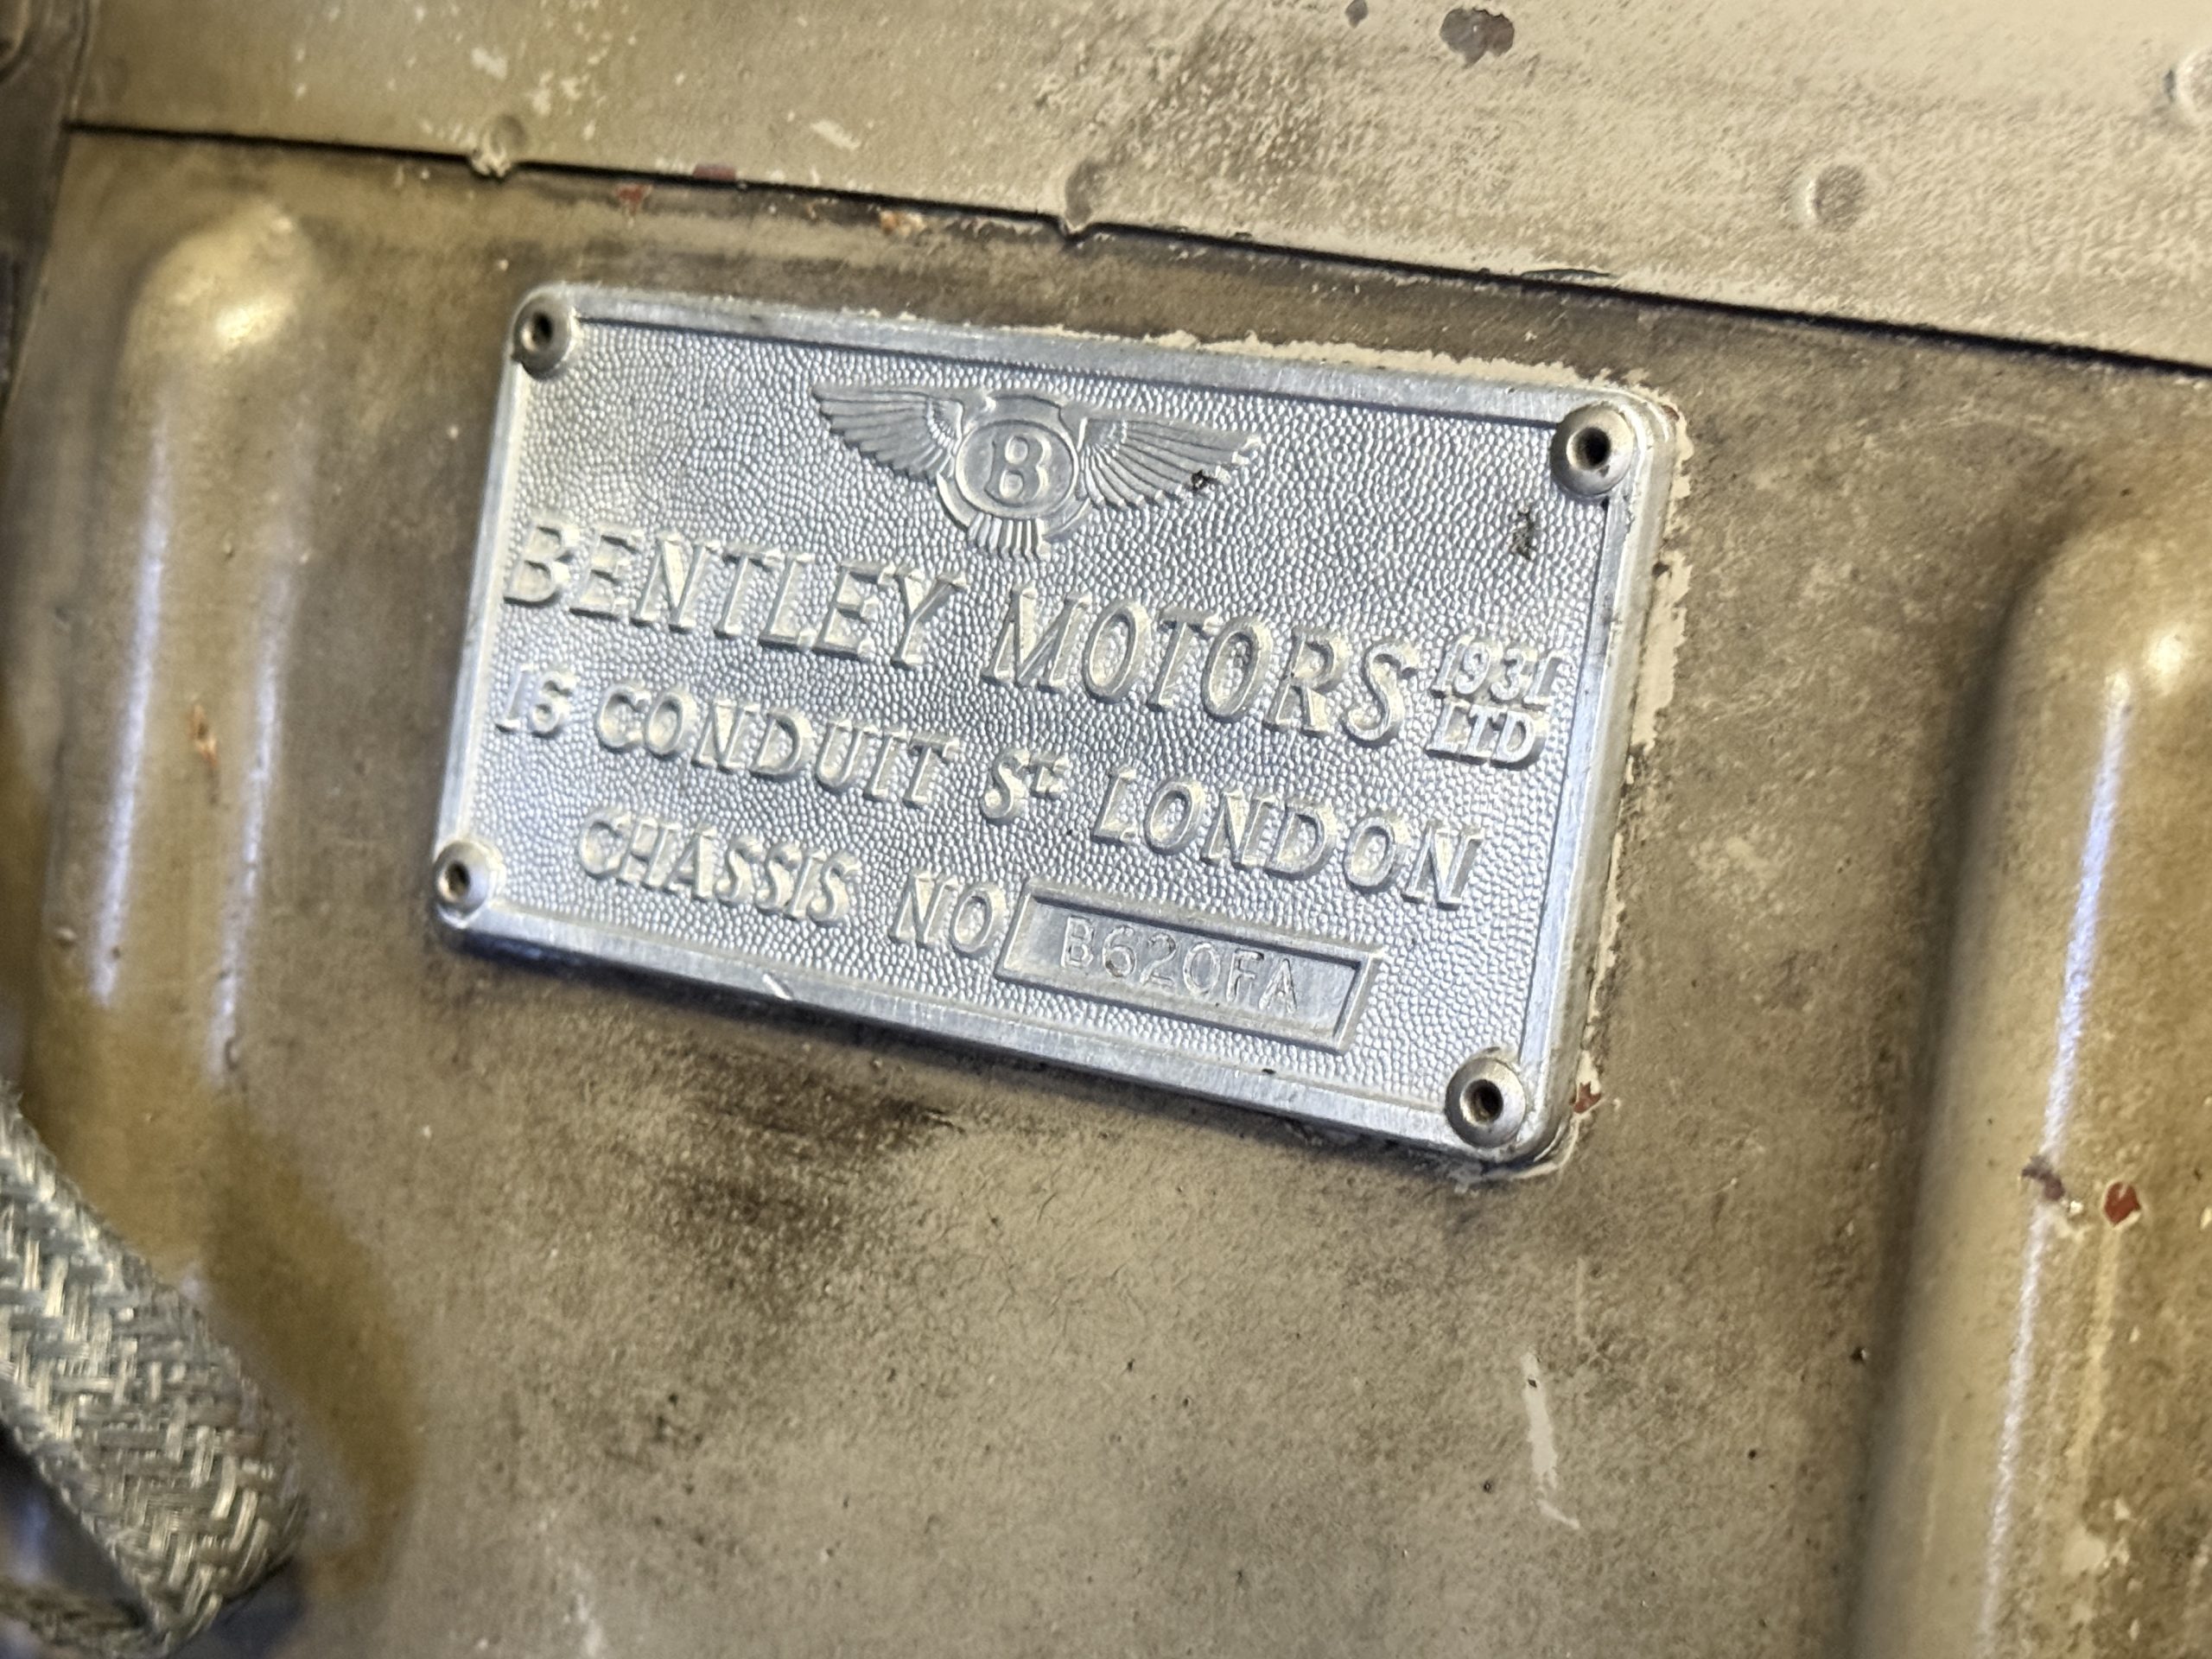 B
BENTLEY MOTORS 1931 LTD
16 CONDUIT St LONDON
CHASSIS NO B620FA